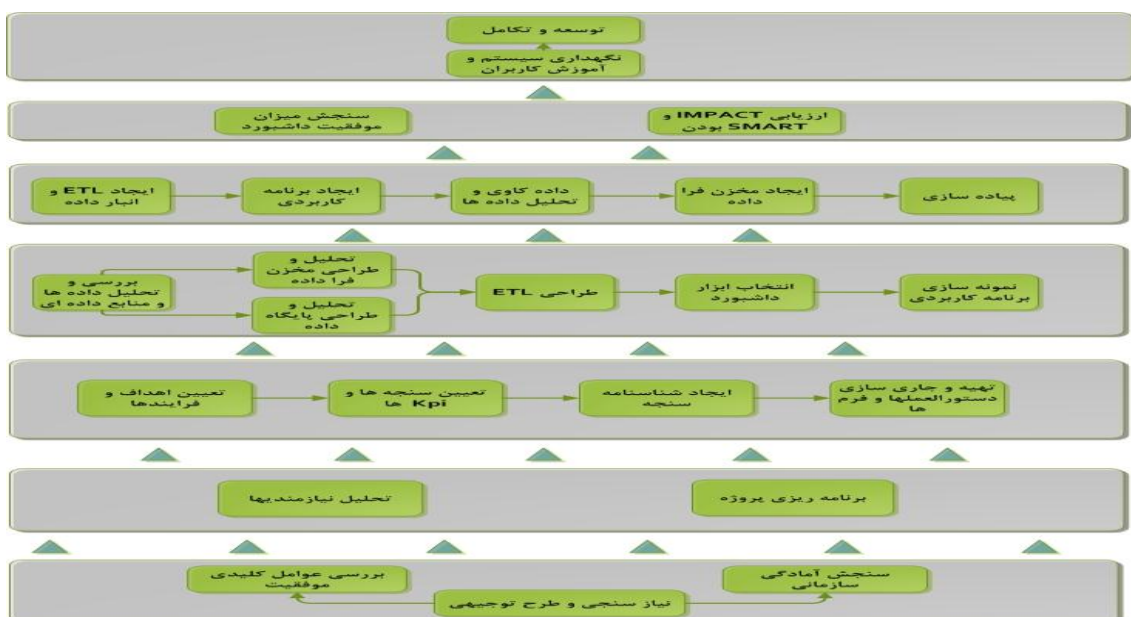 توسعه و تکامل
نگهداری سیستم و
آموزش کاربران
سنجش میزان
موفقیت داشبورد
ارزیابی IMPACT و
SMART بودن
ایجاد ETL و
انبار داده
ایجاد برنامه
کاربردی
داده کاوی و
تحلیل داده ها
ایجاد مخزن فرا
داده
پیاده سازی
بررسی و
تحلیل داده ها
و منابع داده ای
تحلیل و
طراحی مخزن
فرا داده
تحلیل و
طراحی پایگاه
داده
طراحی ETL
انتخاب ابزار
داشبورد
نمونه سازی
برنامه کاربردی
تعیین اهداف و
فرایندها
تعیین سنجه ها و
Kpi ها
ایجاد شناسنامه
سنجه
تهیه و جاری سازی
دستورالعملها و فرم
ها
تحلیل نیازمندیها
برنامه ریزی پروژه
بررسی عوامل کلیدی
موفقیت
سنجش آمادگی
سازمانی
نیاز سنجی و طرح توجیهی